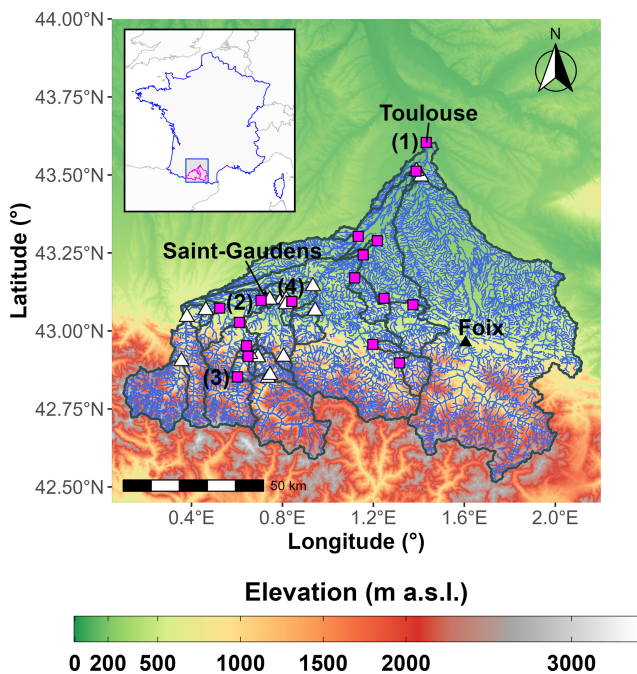 44.00°N
N
43.75°N
Toulouse
(1)
43.50°N
43.25°N
Saint-Gaudens
(2)
(4)
43.00°N
Foix
(3)
42.75°N
42.50°N
50 km
0.4°E 0.8°E 1.2°E 1.6°E 2.0°E
Latitude (°)
Longitude (°)
Elevation (m a.s.l.)
0 200 500 1000 1500 2000 3000